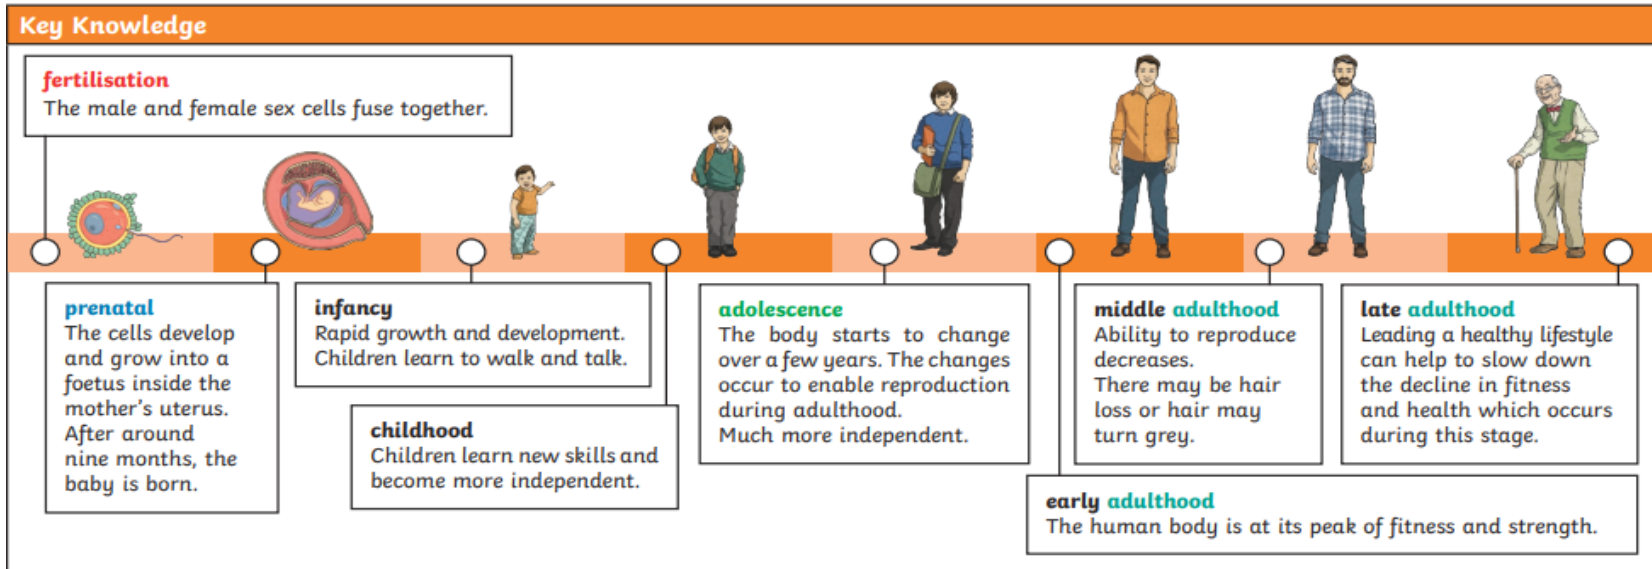 Key Knowledge
fertilisation
The male and female sex cells fuse together.
prenatal
The cells develop
and grow into a
foetus inside the
mother's uterus.
After around
nine months, the
baby is born.
infancy
Rapid growth and development.
Children learn to walk and talk.
childhood
Children learn new skills and
become more independent.
adolescence
The body starts to change
over a few years. The changes
occur to enable reproduction
during adulthood.
Much more independent.
early adulthood
The human body is at its peak of fitness and strength.
middle adulthood
Ability to reproduce
decreases.
There may be hair
loss or hair may
turn grey.
late adulthood
Leading a healthy lifestyle
can help to slow down
the decline in fitness
and health which occurs
during this stage.